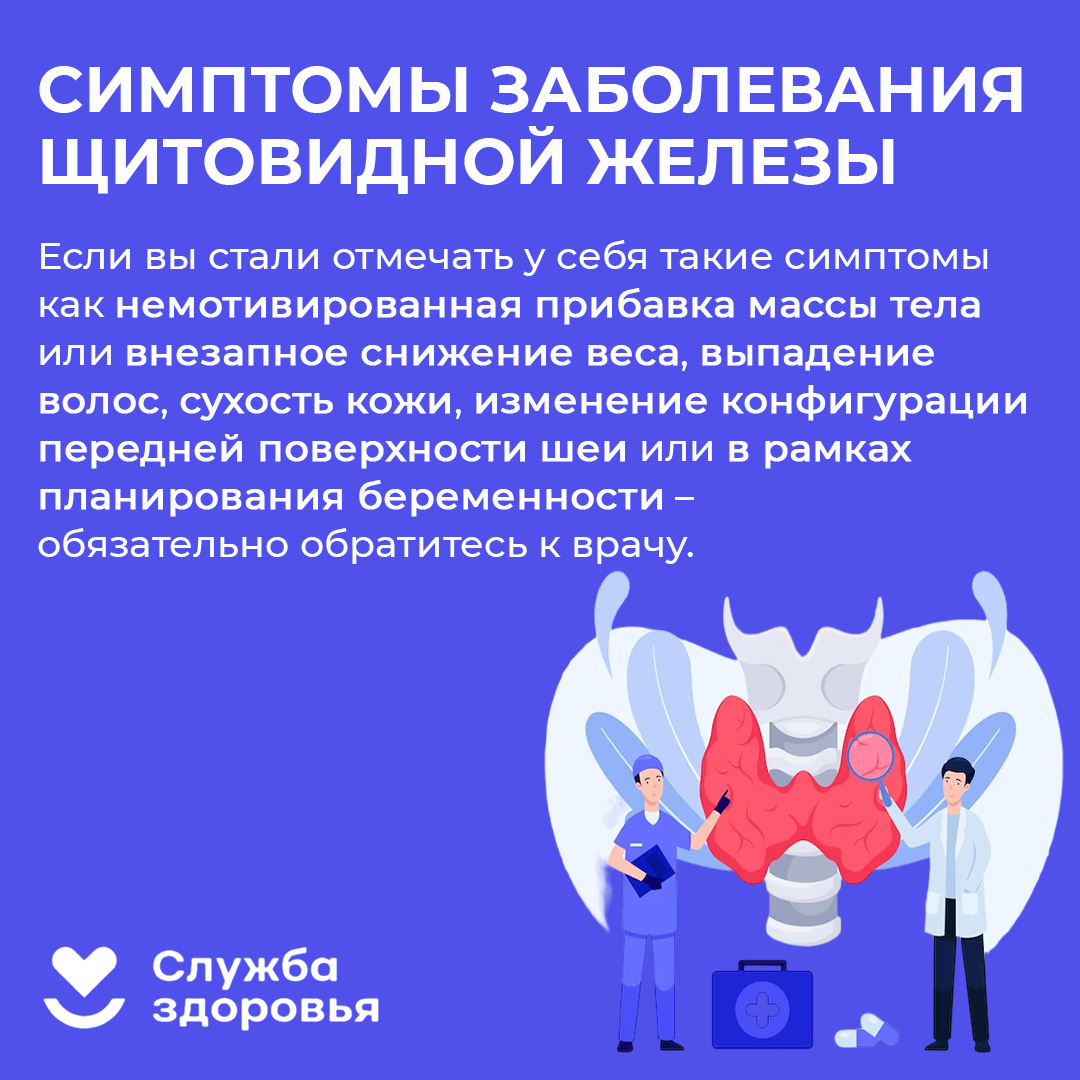 СИМПТОМЫ ЗАБОЛЕВАНИЯ
ЩИТОВИДНОЙ ЖЕЛЕЗЫ
Если вы стали отмечать у себя такие симптомы
как немотивированная прибавка массы тела
или внезапное снижение веса, выпадение
волос, сухость кожи, изменение конфигурации
передней поверхности шеи или в рамках
планирования беременности –
обязательно обратитесь к врачу.
Служба
здоровья